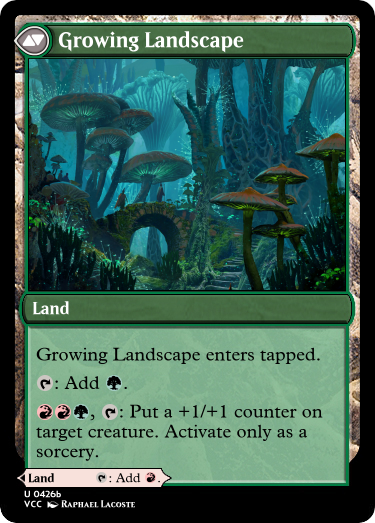 Growing Landscape
Land
Growing Landscape enters tapped.
: Add .
, : Put a +1/+1 counter on
target creature. Activate only as a
sorcery.
Land : Add .
U 0426b
VCC Raphael Lacoste